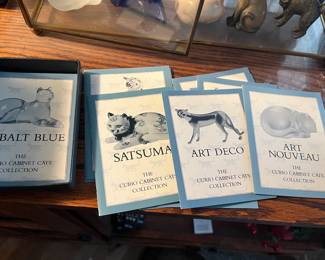 BALT BLUE
THE
CURIO CABINET CATS
COLLECTION
SATSUMA
THE
CURIO CABINET CATS
COLLECTION
ART DECO
THE
CURIO CABINET CATS
COLLECTION
ART
NOUVEAU
THE
CURIO CABINET CATS
COLLECTION